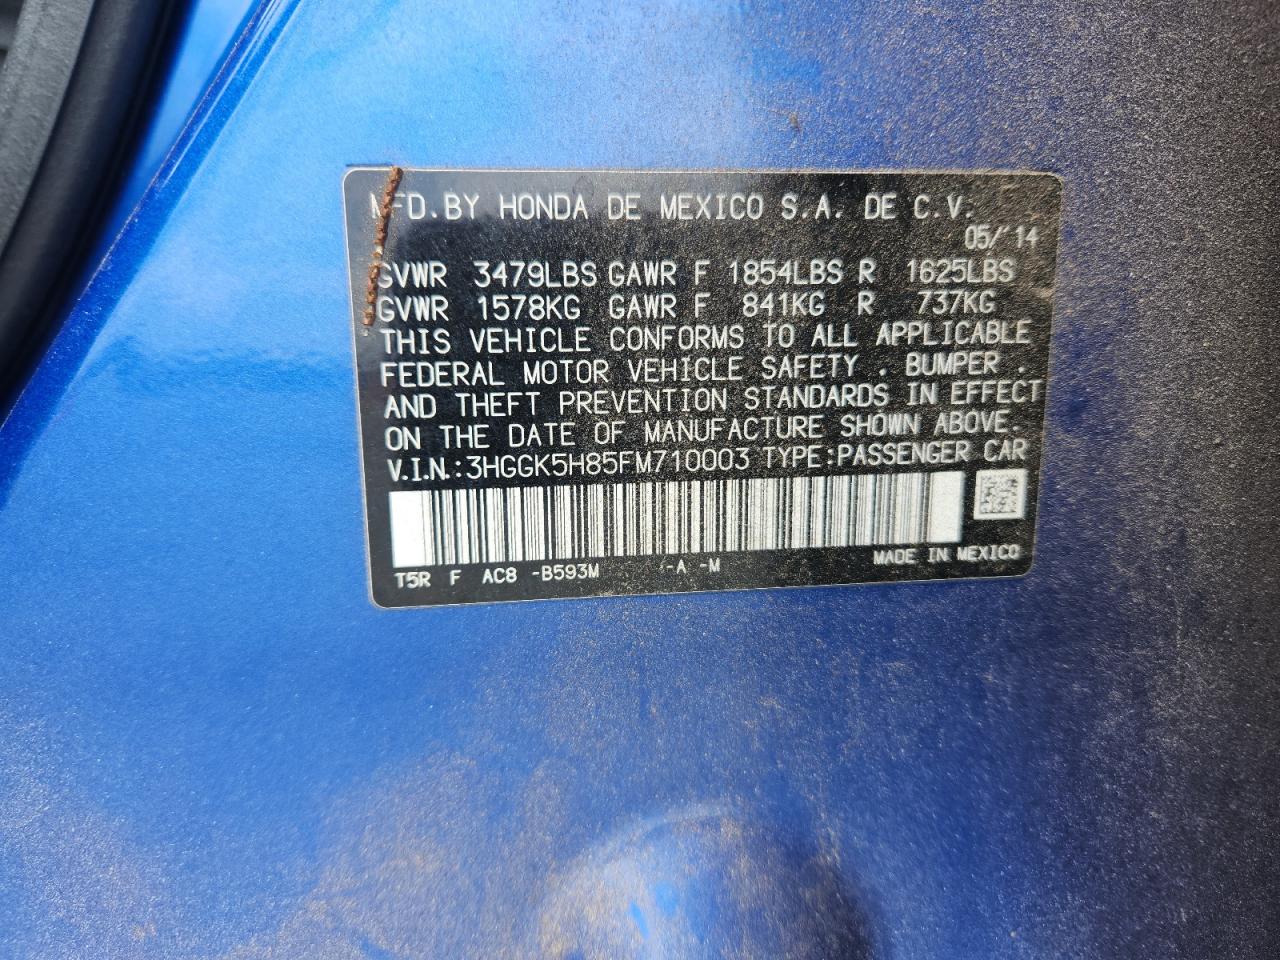 MFD.BY HONDA DE MEXICO S.A. DE C.V.
05/'14
GVWR 3479LBS GAWR F 1854LBS R 1625LBS
GVWR 1578KG GAWR F 841KG R 737KG
THIS VEHICLE CONFORMS TO ALL APPLICABLE
FEDERAL MOTOR VEHICLE SAFETY . BUMPER .
AND THEFT PREVENTION STANDARDS IN EFFECT
ON THE DATE OF MANUFACTURE SHOWN ABOVE.
V.I.N.:3HGGK5H85FM710003 TYPE:PASSENGER CAR
MADE IN MEXICO
T5R F AC8 -B593M -A -M